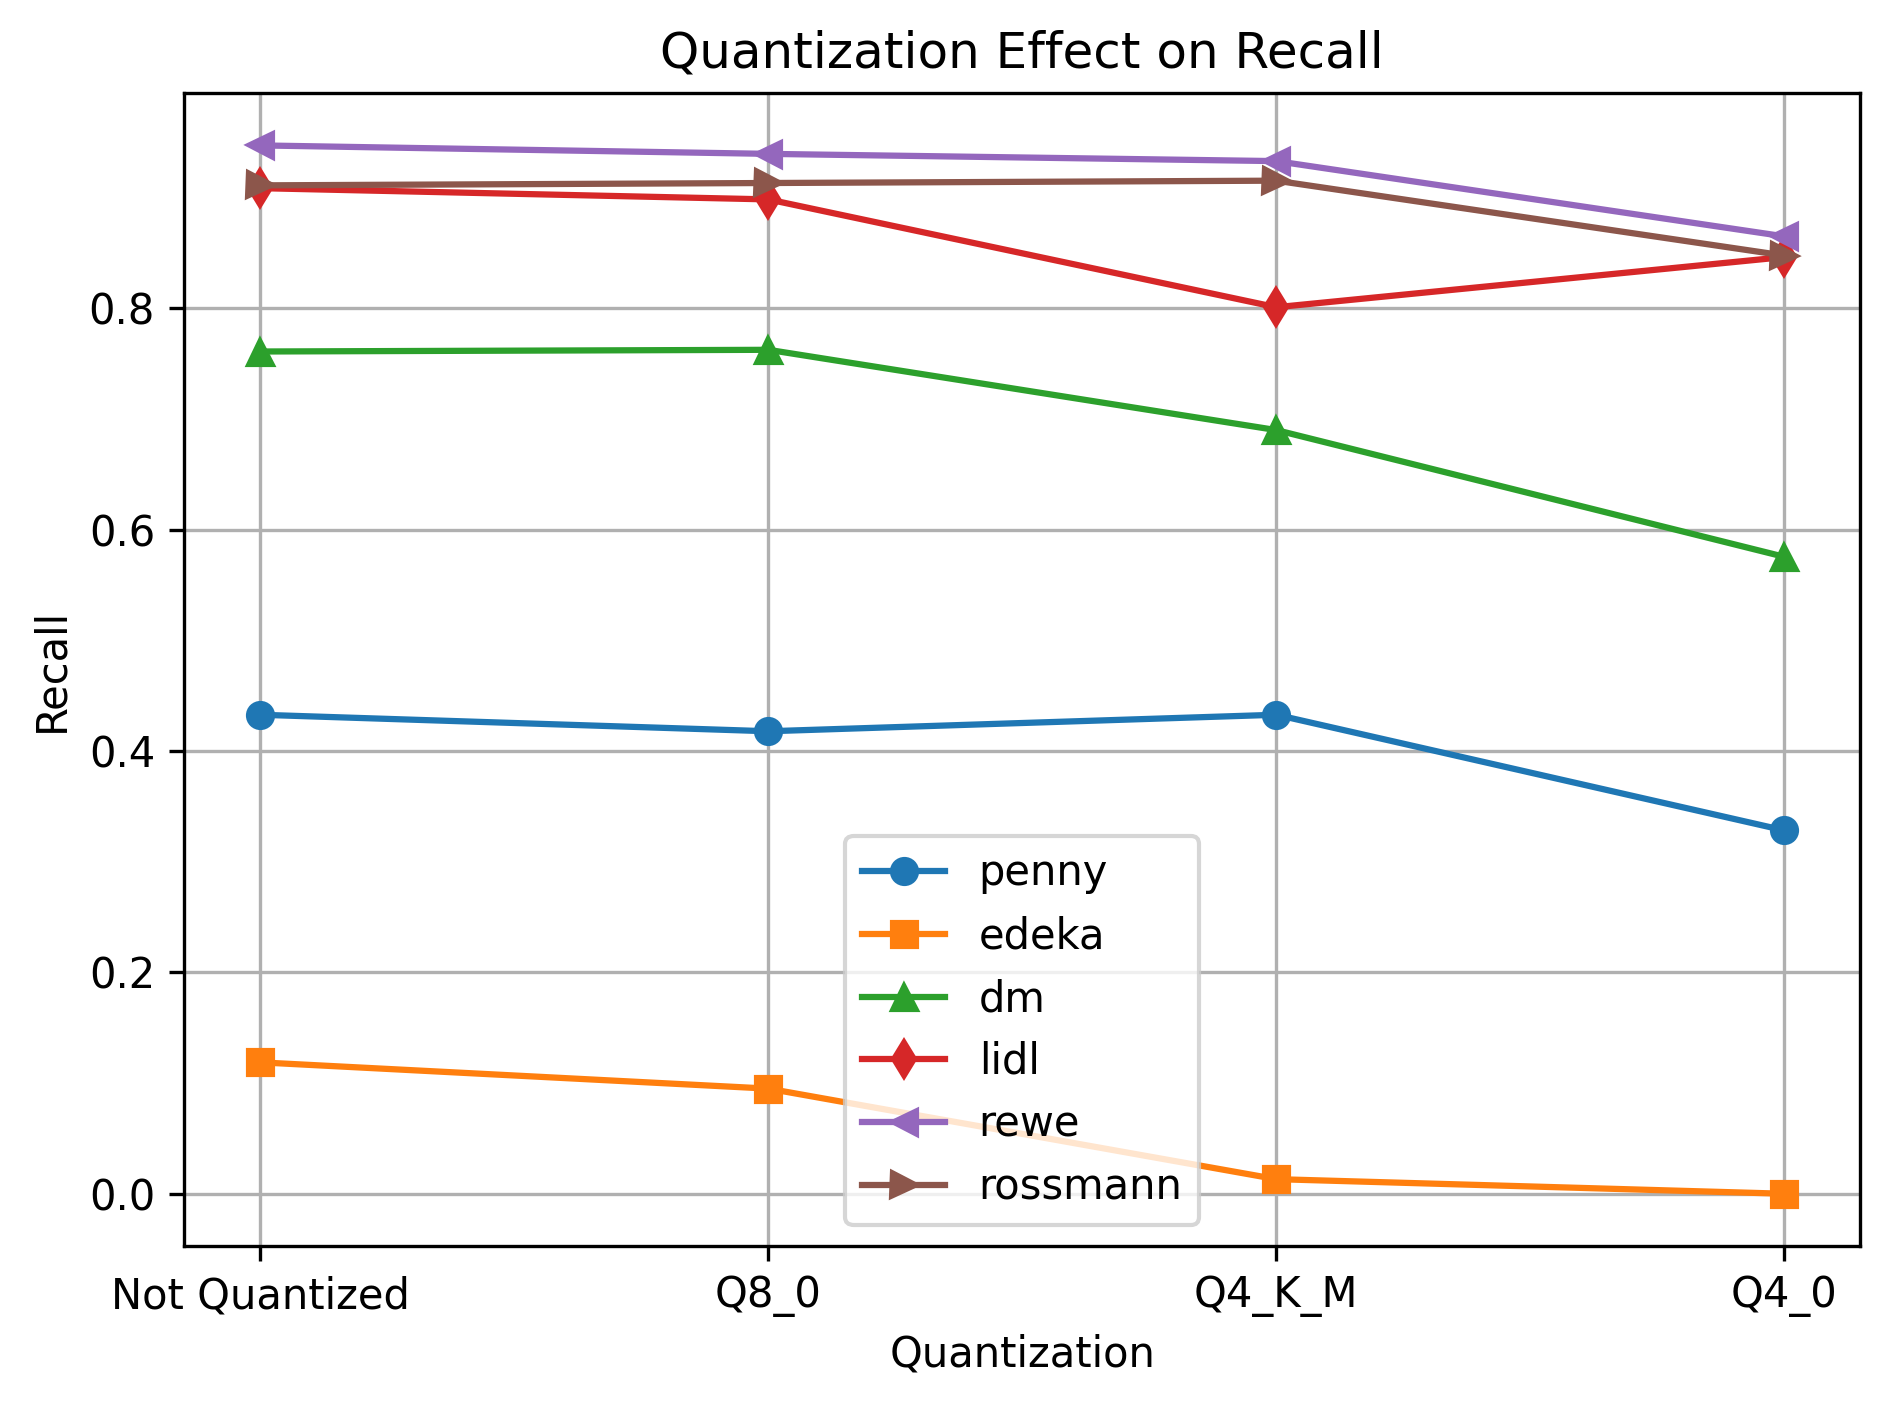 Quantization Effect on Recall
Recall
0.8
0.6
0.4
0.2
0.0
penny
edeka
dm
lidl
rewe
rossmann
Not Quantized
Q8_0
Q4_K_M
Q4_0
Quantization